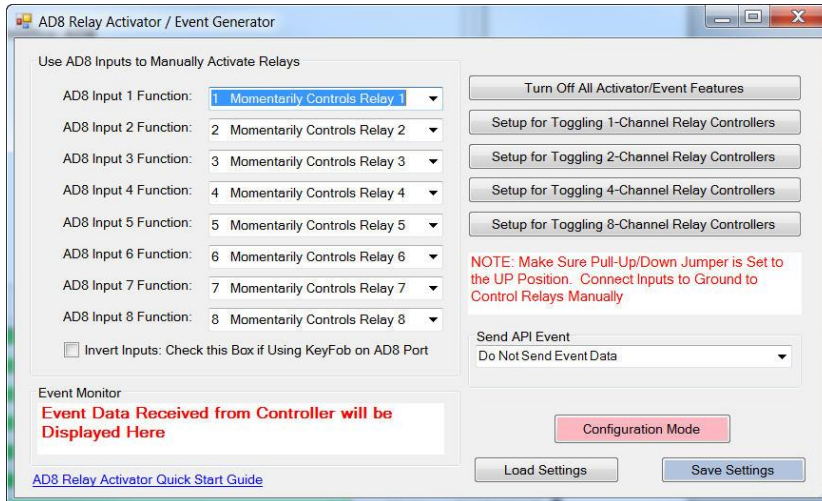 AD8 Relay Activator / Event Generator
Use AD8 Inputs to Manually Activate Relays
AD8 Input 1 Function: 1 Momentarily Controls Relay 1
AD8 Input 2 Function: 2 Momentarily Controls Relay 2
AD8 Input 3 Function: 3 Momentarily Controls Relay 3
AD8 Input 4 Function: 4 Momentarily Controls Relay 4
AD8 Input 5 Function: 5 Momentarily Controls Relay 5
AD8 Input 6 Function: 6 Momentarily Controls Relay 6
AD8 Input 7 Function: 7 Momentarily Controls Relay 7
AD8 Input 8 Function: 8 Momentarily Controls Relay 8
Invert Inputs: Check this Box if Using KeyFob on AD8 Port
Event Monitor
Event Data Received from Controller will be
Displayed Here
AD8 Relay Activator Quick Start Guide
Turn Off All Activator/Event Features
Setup for Toggling 1-Channel Relay Controllers
Setup for Toggling 2-Channel Relay Controllers
Setup for Toggling 4-Channel Relay Controllers
Setup for Toggling 8-Channel Relay Controllers
NOTE: Make Sure Pull-Up/Down Jumper is Set to
the UP Position. Connect Inputs to Ground to
Control Relays Manually
Send API Event
Do Not Send Event Data
Configuration Mode
Load Settings
Save Settings